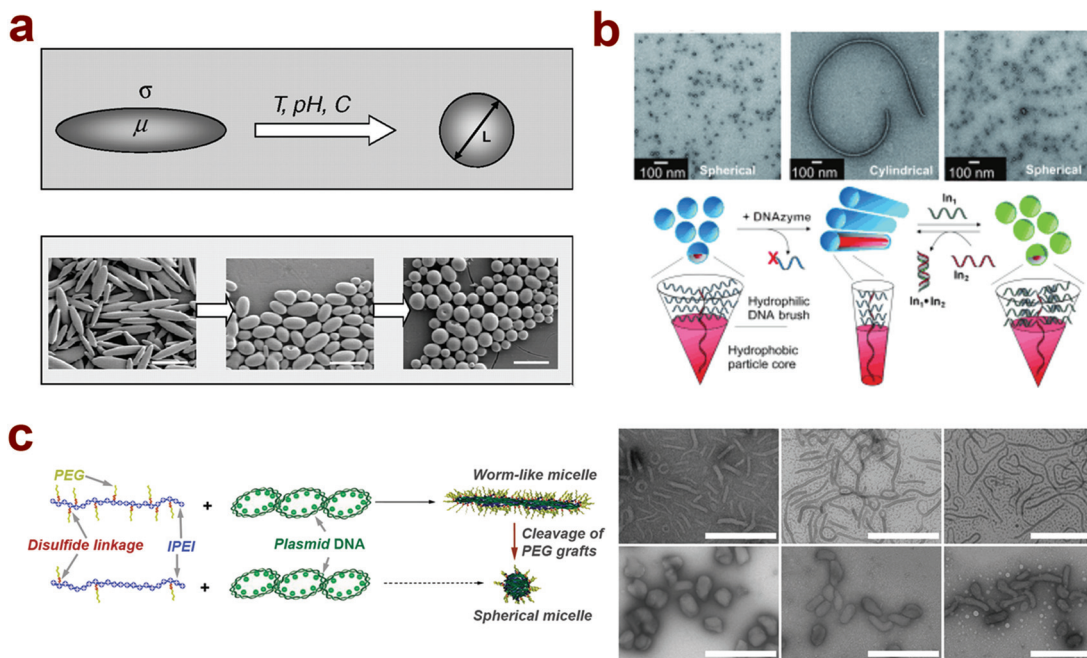 a
σ
μ
T, pH, C
L
b
100 nm
Spherical
100 nm
Cylindrical
100 nm
Spherical
+ DNAzyme
X
In1
In2
In1•In2
Hydrophilic
DNA brush
Hydrophobic
particle core
c
PEG
+
Disulfide linkage
lPEI
Plasmid DNA
+
Worm-like micelle
Cleavage of
PEG grafts
Spherical micelle